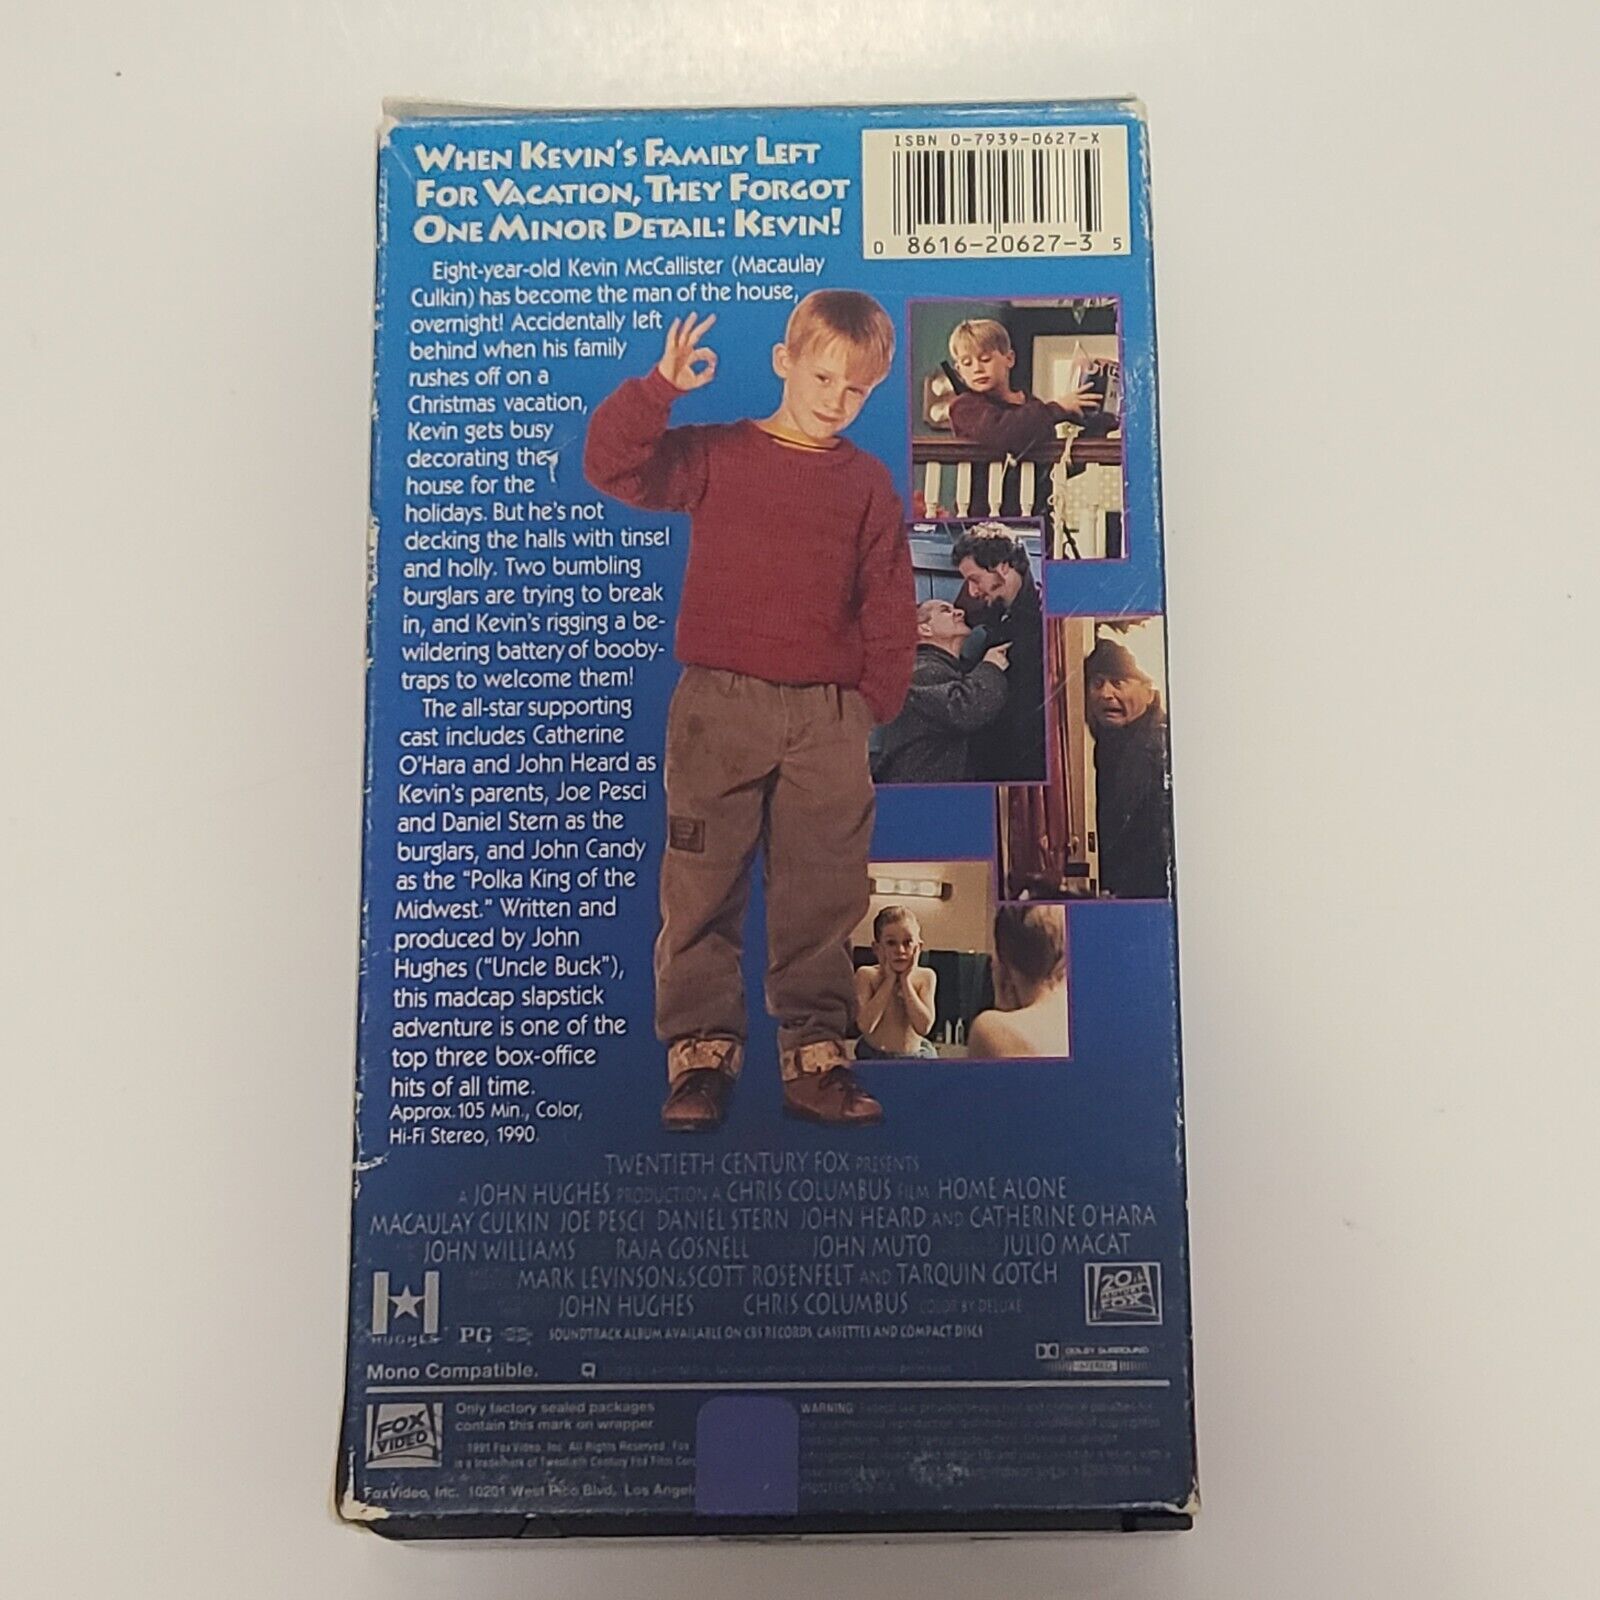 WHEN KEVIN'S FAMILY LEFT
FOR VACATION, THEY FORGOT
ONE MINOR DETAIL: KEVIN!
ISBN 0-7939-0627-X
0 8616-20627-3 5
Eight-year-old Kevin McCallister (Macaulay
Culkin) has become the man of the house,
overnight! Accidentally left
behind when his family
rushes off on a
Christmas vacation,
Kevin gets busy
decorating the
house for the
holidays. But he's not
decking the halls with tinsel
and holly. Two bumbling
burglars are trying to break
in, and Kevin's rigging a be-
wildering battery of booby-
traps to welcome them!
The all-star supporting
cast includes Catherine
O'Hara and John Heard as
Kevin's parents, Joe Pesci
and Daniel Stern as the
burglars, and John Candy
as the "Polka King of the
Midwest." Written and
produced by John
Hughes ("Uncle Buck"),
this madcap slapstick
adventure is one of the
top three box-office
hits of all time.
Approx. 105 Min., Color,
Hi-Fi Stereo, 1990.
TWENTIETH CENTURY FOX PRESENTS
A JOHN HUGHES PRODUCTION A CHRIS COLUMBUS FILM HOME ALONE
MACAULAY CULKIN JOE PESCI DANIEL STERN JOHN HEARD AND CATHERINE O'HARA
JOHN WILLIAMS RAJA GOSNELL JOHN MUTO JULIO MACAT
MARK LEVINSON & SCOTT ROSENFELT AND TARQUIN GOTCH
JOHN HUGHES CHRIS COLUMBUS COLOR BY DELUXE
HUGHES PG SOUNDTRACK ALBUM AVAILABLE ON CBS RECORDS, CASSETTES AND COMPACT DISCS
20th CENTURY FOX
DOLBY SURROUND
STEREO
Mono Compatible.
FOX VIDEO
Only factory sealed packages
contain this mark on wrapper.
1991 FoxVideo, Inc. All Rights Reserved. Fox
is a trademark of Twentieth Century Fox Film
FoxVideo, Inc. 10201 West Pico Blvd., Los
WARNING: